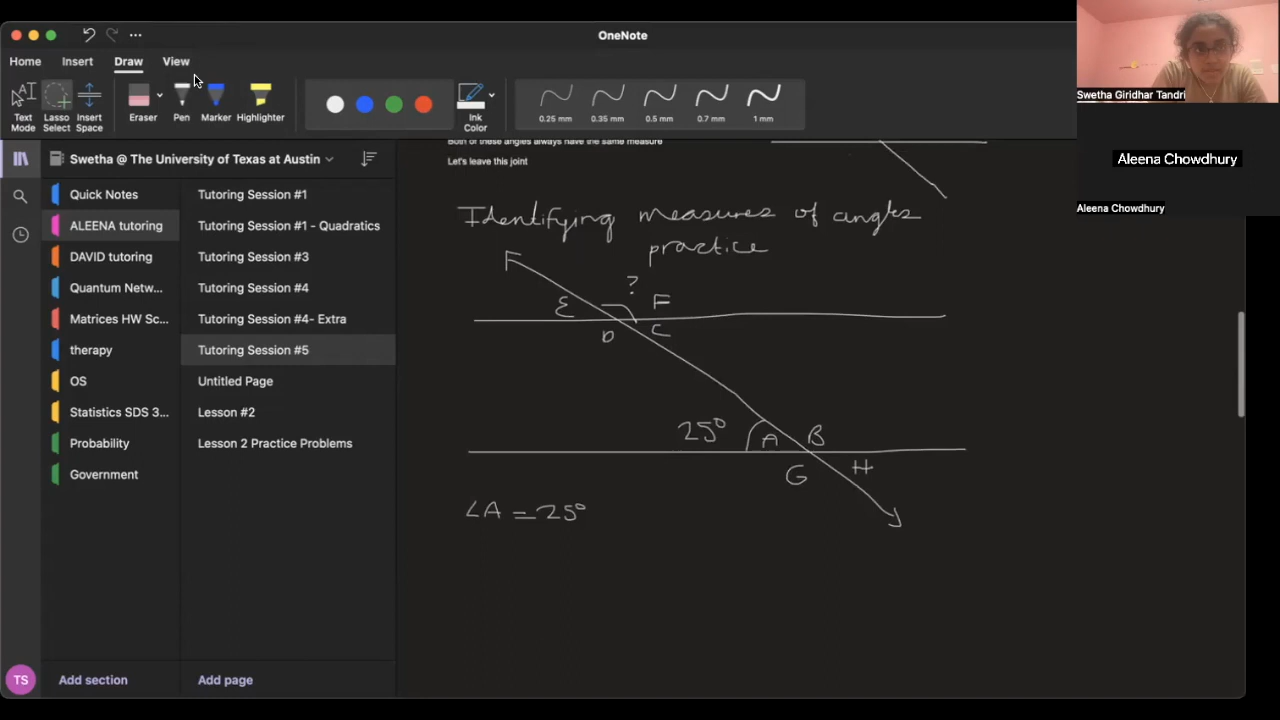 OneNote
Home Insert Draw View
Text Mode
Lasso Select
Insert Space
Eraser
Pen
Marker
Highlighter
Ink Color
0.25 mm 0.35 mm 0.5 mm 0.7 mm 1 mm
Swetha Giridhar Tandri
Aleena Chowdhury
Aleena Chowdhury
Swetha @ The University of Texas at Austin
Quick Notes
ALEENA tutoring
DAVID tutoring
Quantum Netw...
Matrices HW Sc...
therapy
OS
Statistics SDS 3...
Probability
Government
Tutoring Session #1
Tutoring Session #1 - Quadratics
Tutoring Session #3
Tutoring Session #4
Tutoring Session #4- Extra
Tutoring Session #5
Untitled Page
Lesson #2
Lesson 2 Practice Problems
Both of these angles always have the same measure
Let's leave this joint
Identifying measures of angles
practice
F
?
E F
D C
25° A B
G H
∠A = 25°
TS
Add section
Add page